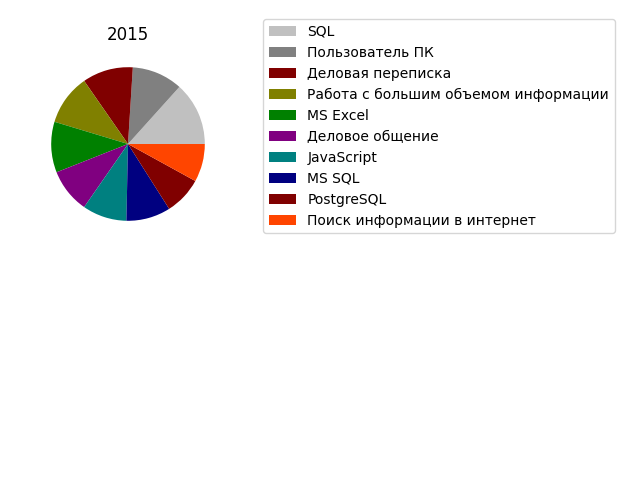 2015
SQL
Пользователь ПК
Деловая переписка
Работа с большим объемом информации
MS Excel
Деловое общение
JavaScript
MS SQL
PostgreSQL
Поиск информации в интернет